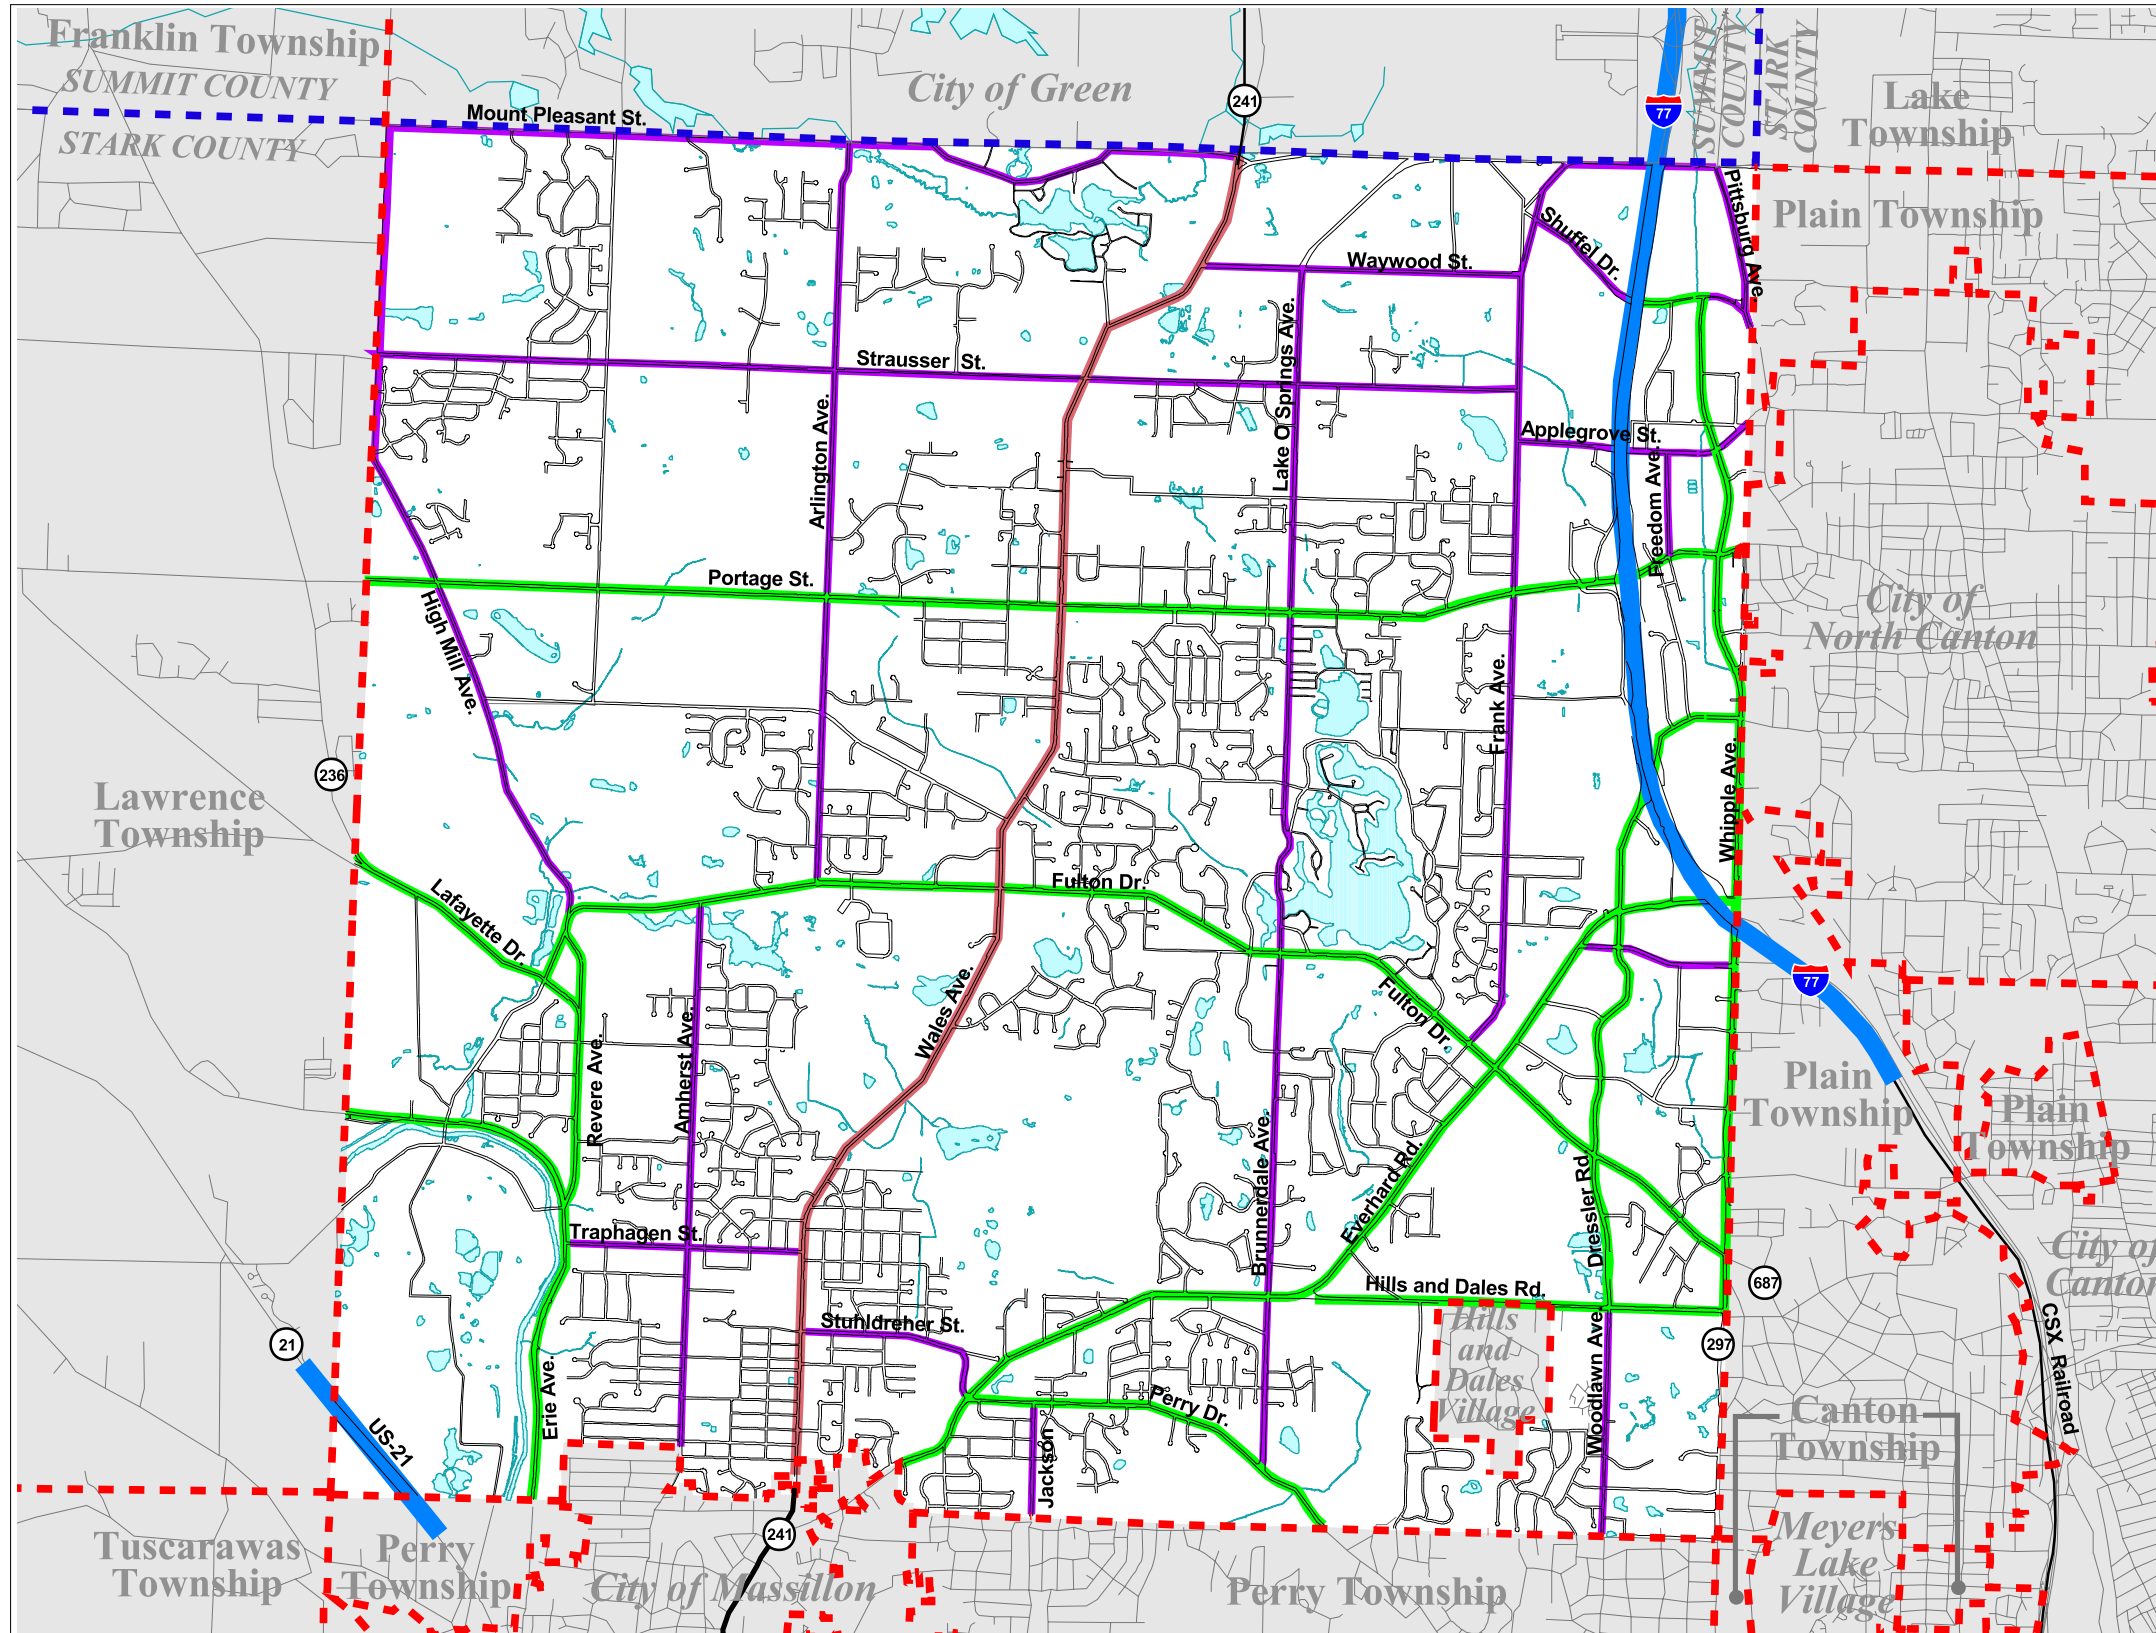 Franklin Township
SUMMIT COUNTY
STARK COUNTY
Mount Pleasant St.
City of Green
241
77
SUMMIT
COUNTY
STARK
COUNTY
Lake
Township
Plain Township
Pittsburg Ave.
Shuffel Dr.
Waywood St.
Strausser St.
Lake O Springs Ave.
Arlington Ave.
Applegrove St.
Freedom Ave.
Portage St.
High Mill Ave.
City of
North Canton
Frank Ave.
Whipple Ave.
236
Lawrence
Township
Lafayette Dr.
Fulton Dr.
Wales Ave.
Fulton Dr.
77
Revere Ave.
Amherst Ave.
Brunnerdale Ave.
Everhard Rd.
Dressler Rd.
Plain
Township
Plain
Township
Traphagen St.
Hills and Dales Rd.
687
City of
Canton
Stuhldreher St.
Hills
and
Dales
Village
21
US-21
Erie Ave.
Perry Dr.
Jackson
Woodlawn Ave.
297
CSX Railroad
Canton
Township
Tuscarawas
Township
Perry
Township
City of Massillon
241
Perry Township
Meyers
Lake
Village